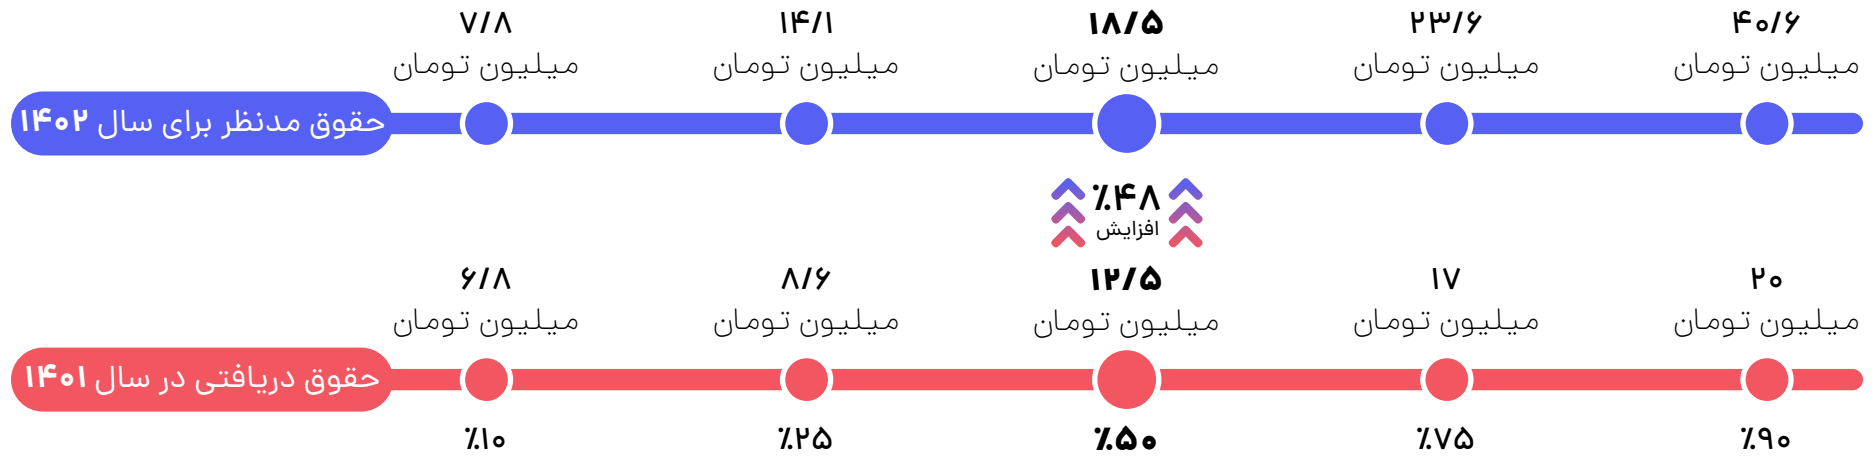 ۷/۸
میلیون تومان
۱۴/۱
میلیون تومان
۱۸/۵
میلیون تومان
۲۳/۶
میلیون تومان
۴۰/۶
میلیون تومان
حقوق مدنظر برای سال ۱۴۰۲
٪۴۸
افزایش
۶/۸
میلیون تومان
۸/۶
میلیون تومان
۱۲/۵
میلیون تومان
۱۷
میلیون تومان
۲۰
میلیون تومان
حقوق دریافتی در سال ۱۴۰۱
٪۱۰
٪۲۵
٪۵۰
٪۷۵
٪۹۰